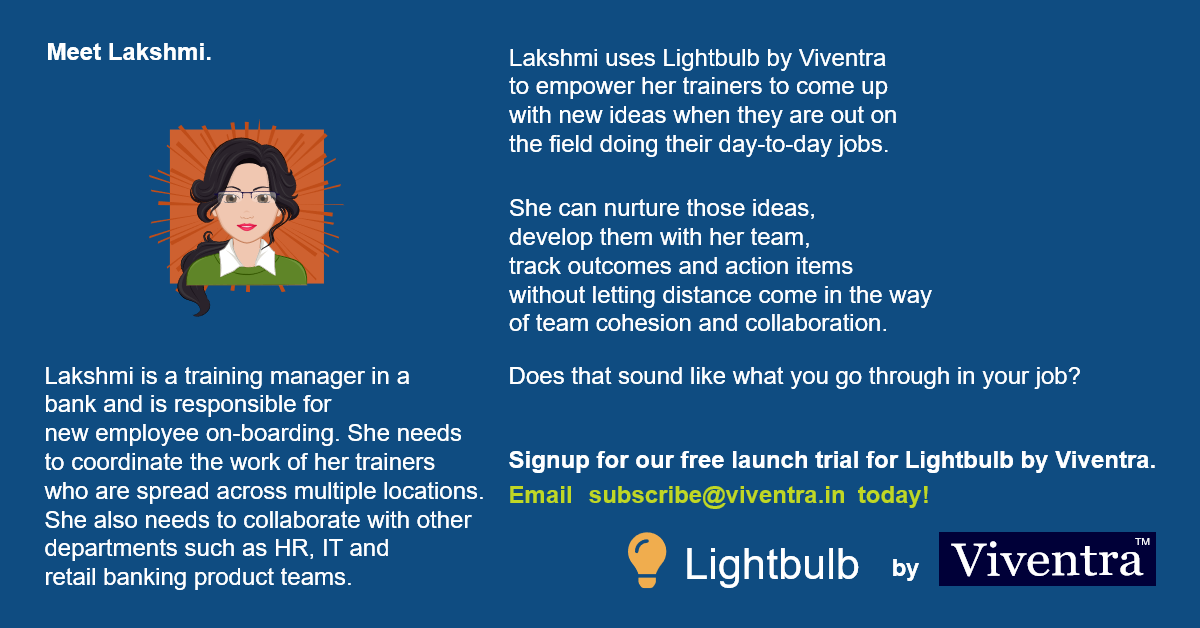 Meet Lakshmi.
Lakshmi is a training manager in a
bank and is responsible for
new employee on-boarding. She needs
to coordinate the work of her trainers
who are spread across multiple locations.
She also needs to collaborate with other
departments such as HR, IT and
retail banking product teams.
Lakshmi uses Lightbulb by Viventra
to empower her trainers to come up
with new ideas when they are out on
the field doing their day-to-day jobs.
She can nurture those ideas,
develop them with her team,
track outcomes and action items
without letting distance come in the way
of team cohesion and collaboration.
Does that sound like what you go through in your job?
Signup for our free launch trial for Lightbulb by Viventra.
Email subscribe@viventra.in today!
Lightbulb by Viventra™